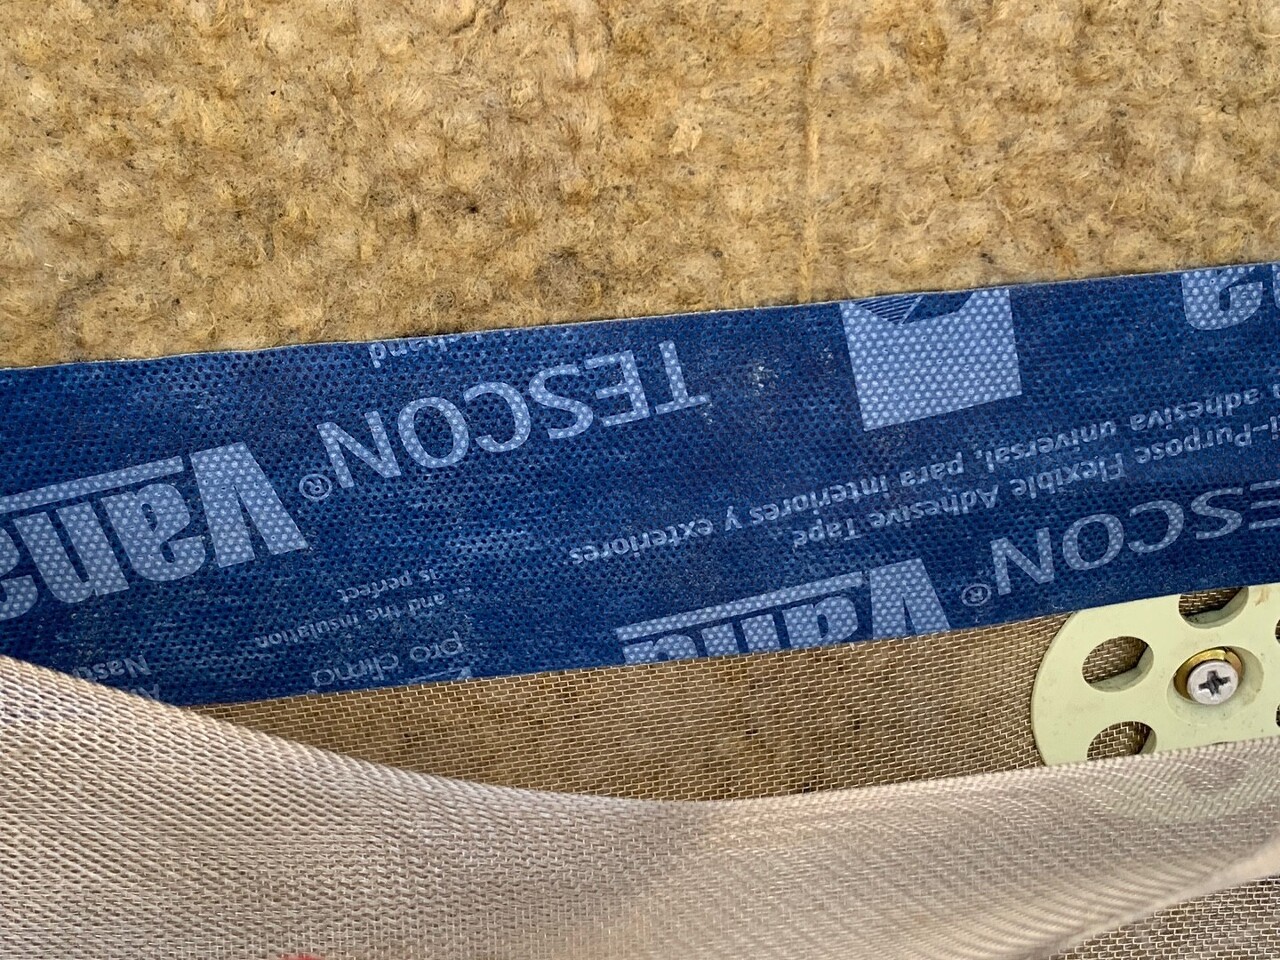 ESCON® Vana
i-Purpose Flexible Adhesive Tape
adhesiva universal, para interiores y exteriores
pro clima
... and the insulation
is perfect
TESCON® Vana